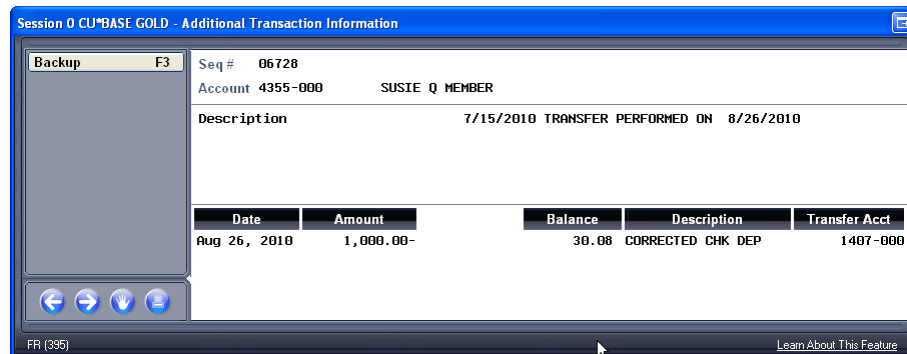 Session 0 CU*BASE GOLD - Additional Transaction Information
Backup F3
Seq # 06728
Account 4355-000 SUSIE Q MEMBER
Description 7/15/2010 TRANSFER PERFORMED ON 8/26/2010
Date Amount Balance Description Transfer Acct
Aug 26, 2010 1,000.00- 30.08 CORRECTED CHK DEP 1407-000
FR (395) Learn About This Feature